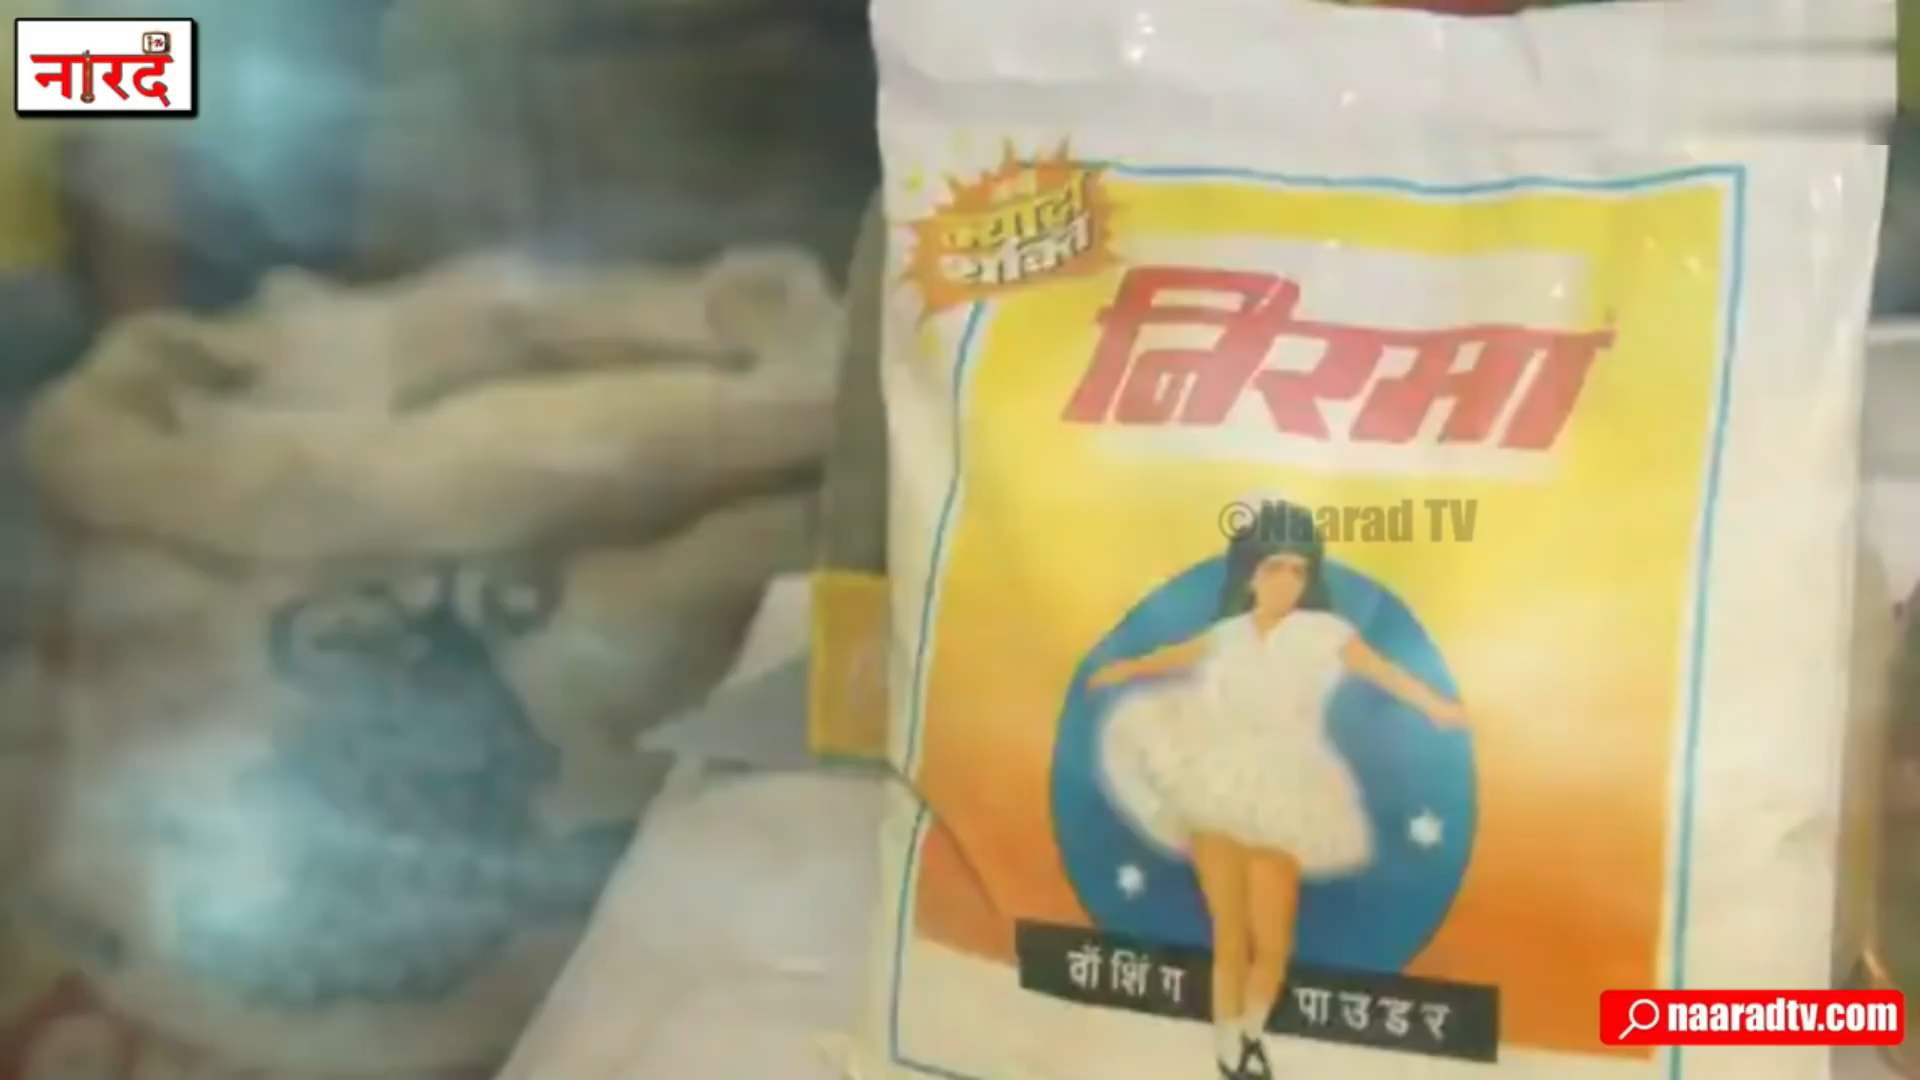 नारद
ज्यादा
शक्ति
निरमा
©Naarad TV
वॉशिंग पाउडर
naaradtv.com